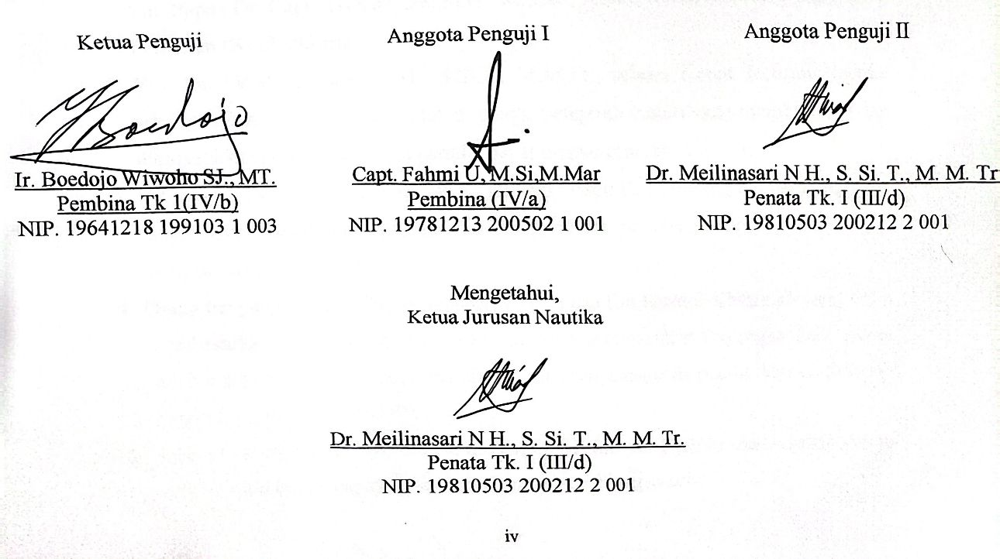 Ketua Penguji
Anggota Penguji I
Anggota Penguji II
Boedojo
Ir. Boedojo Wiwoho SJ., MT.
Pembina Tk 1(IV/b)
NIP. 19641218 199103 1 003
Capt. Fahmi U, M.Si,M.Mar
Pembina (IV/a)
NIP. 19781213 200502 1 001
Dr. Meilinasari N H., S. Si. T., M. M. Tr
Penata Tk. I (III/d)
NIP. 19810503 200212 2 001
Mengetahui,
Ketua Jurusan Nautika
Dr. Meilinasari N H., S. Si. T., M. M. Tr.
Penata Tk. I (III/d)
NIP. 19810503 200212 2 001
iv